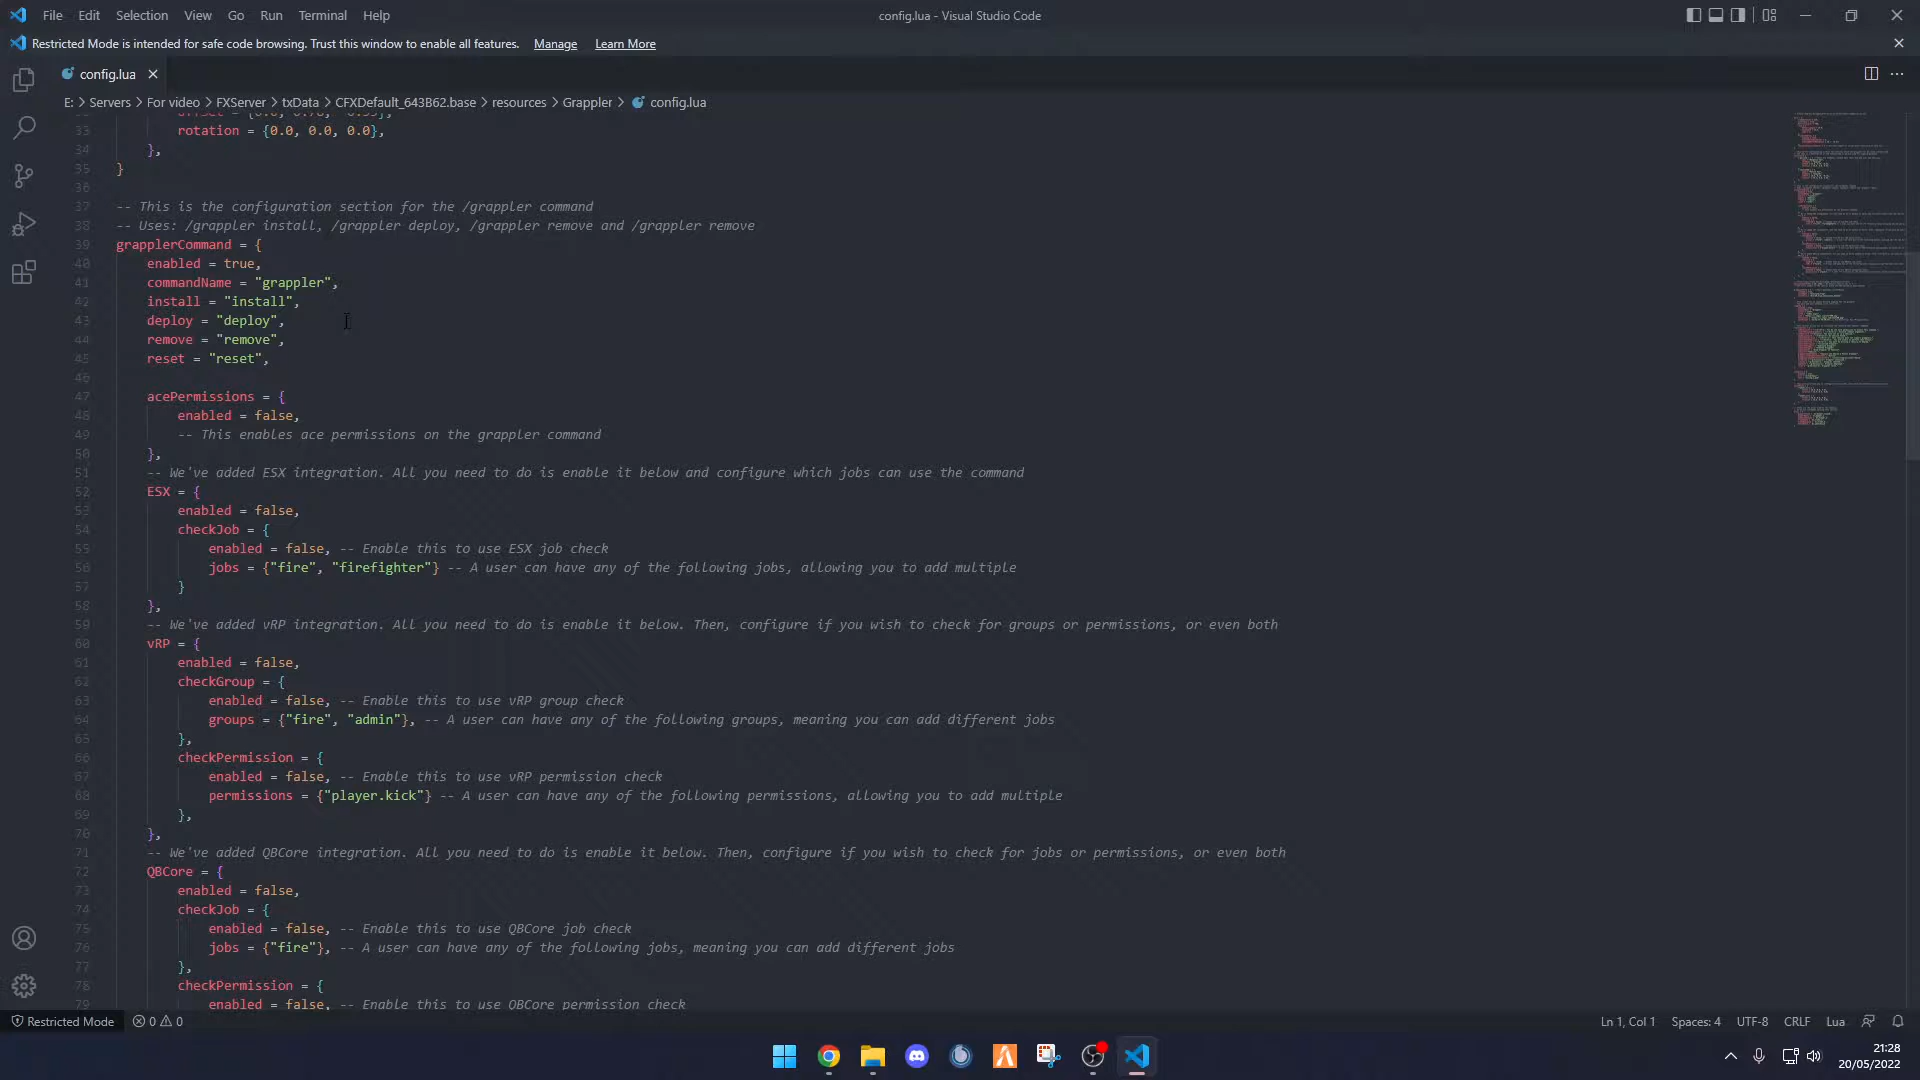 File Edit Selection View Go Run Terminal Help
config.lua - Visual Studio Code
Restricted Mode is intended for safe code browsing. Trust this window to enable all features. Manage Learn More
config.lua
E: > Servers > For video > FXServer > txData > CFXDefault_643B62.base > resources > Grappler > config.lua
33 rotation = {0.0, 0.0, 0.0},
34 },
35 }
36
37 -- This is the configuration section for the /grappler command
38 -- Uses: /grappler install, /grappler deploy, /grappler remove and /grappler remove
39 grapplerCommand = {
40 enabled = true,
41 commandName = "grappler",
42 install = "install",
43 deploy = "deploy",
44 remove = "remove",
45 reset = "reset",
46
47 acePermissions = {
48 enabled = false,
49 -- This enables ace permissions on the grappler command
50 },
51 -- We've added ESX integration. All you need to do is enable it below and configure which jobs can use the command
52 ESX = {
53 enabled = false,
54 checkJob = {
55 enabled = false, -- Enable this to use ESX job check
56 jobs = {"fire", "firefighter"} -- A user can have any of the following jobs, allowing you to add multiple
57 }
58 },
59 -- We've added vRP integration. All you need to do is enable it below. Then, configure if you wish to check for groups or permissions, or even both
60 vRP = {
61 enabled = false,
62 checkGroup = {
63 enabled = false, -- Enable this to use vRP group check
64 groups = {"fire", "admin"}, -- A user can have any of the following groups, meaning you can add different jobs
65 },
66 checkPermission = {
67 enabled = false, -- Enable this to use vRP permission check
68 permissions = {"player.kick"} -- A user can have any of the following permissions, allowing you to add multiple
69 },
70 },
71 -- We've added QBCore integration. All you need to do is enable it below. Then, configure if you wish to check for jobs or permissions, or even both
72 QBCore = {
73 enabled = false,
74 checkJob = {
75 enabled = false, -- Enable this to use QBCore job check
76 jobs = {"fire"}, -- A user can have any of the following jobs, meaning you can add different jobs
77 },
78 checkPermission = {
79 enabled = false, -- Enable this to use QBCore permission check
Restricted Mode 0 0 Ln 1, Col 1 Spaces: 4 UTF-8 CRLF Lua
21:28
20/05/2022